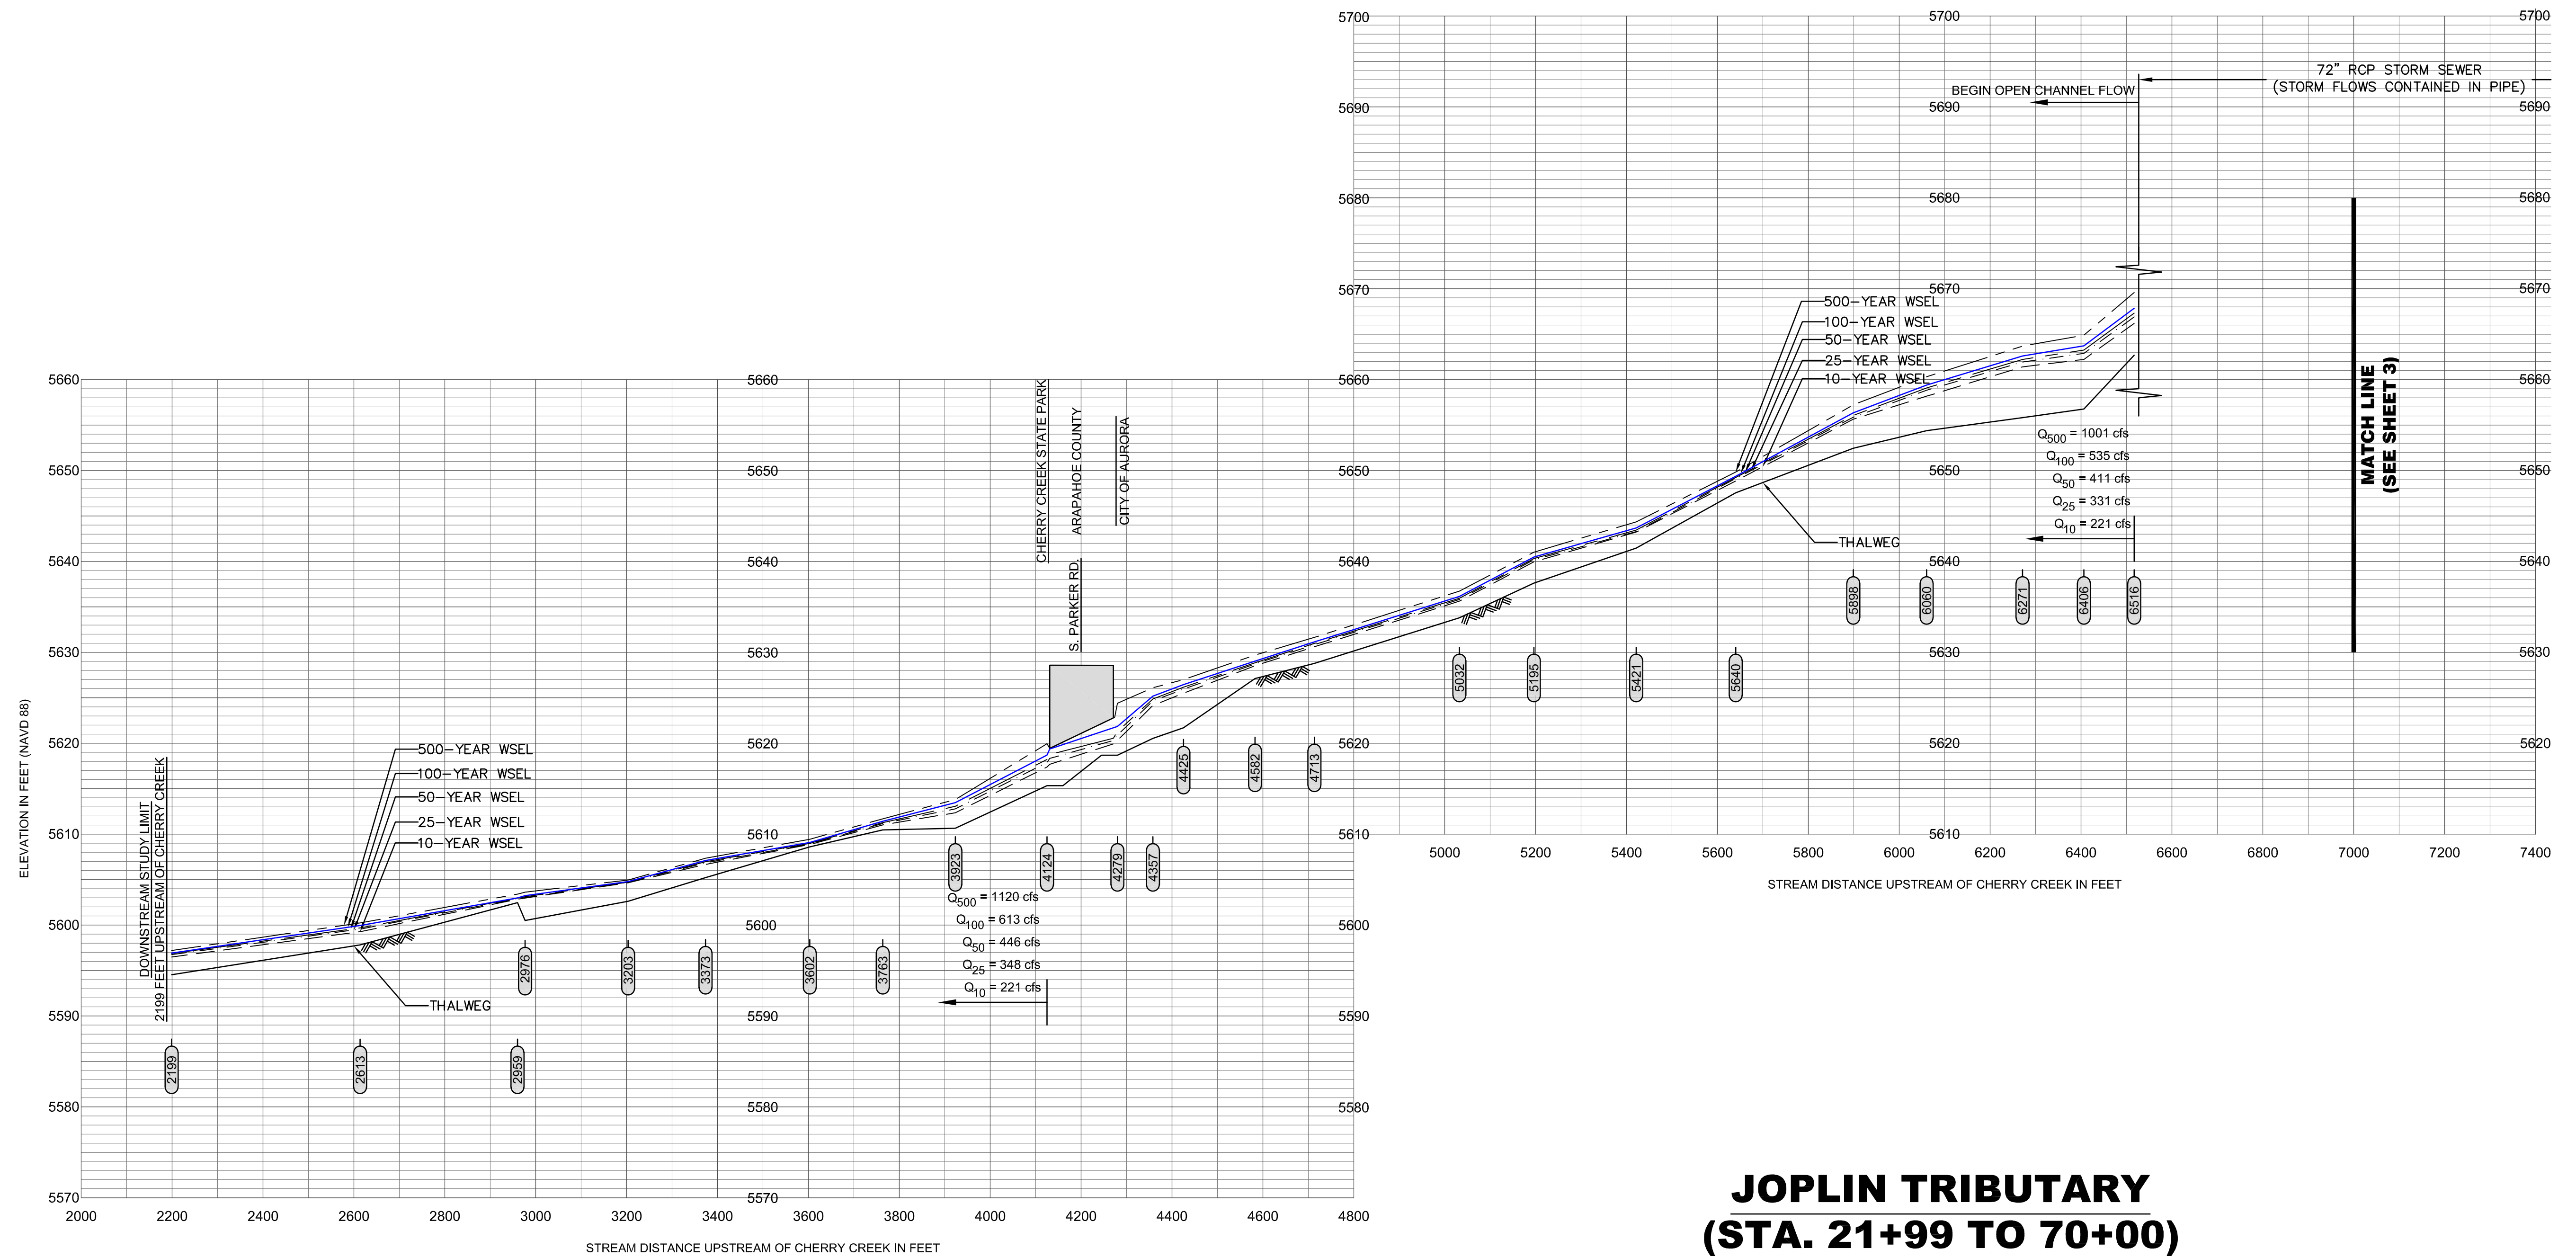 5700
5700
5700
72" RCP STORM SEWER
(STORM FLOWS CONTAINED IN PIPE)
BEGIN OPEN CHANNEL FLOW
5690
5690
5690
5680
5680
5680
5670
5670
5670
500-YEAR WSEL
100-YEAR WSEL
50-YEAR WSEL
25-YEAR WSEL
10-YEAR WSEL
5660
5660
5660
5660
5660
MATCH LINE
(SEE SHEET 3)
CHERRY CREEK STATE PARK
ARAPAHOE COUNTY
CITY OF AURORA
S. PARKER RD.
Q500 = 1001 cfs
Q100 = 535 cfs
Q50 = 411 cfs
Q25 = 331 cfs
Q10 = 221 cfs
5650
5650
5650
5650
5650
THALWEG
5640
5640
5640
5640
5640
5898
6060
6271
6406
6516
5630
5630
5630
5630
5630
5032
5195
5421
5640
ELEVATION IN FEET (NAVD 88)
5620
5620
5620
5620
5620
4425
4582
4713
500-YEAR WSEL
100-YEAR WSEL
50-YEAR WSEL
25-YEAR WSEL
10-YEAR WSEL
DOWNSTREAM STUDY LIMIT
2199 FEET UPSTREAM OF CHERRY CREEK
5610
5610
5610
5610
5610
5000 5200 5400 5600 5800 6000 6200 6400 6600 6800 7000 7200 7400
STREAM DISTANCE UPSTREAM OF CHERRY CREEK IN FEET
3923
4124
4279
4357
Q500 = 1120 cfs
Q100 = 613 cfs
Q50 = 446 cfs
Q25 = 348 cfs
Q10 = 221 cfs
5600
5600
5600
2976
3203
3373
3602
3763
THALWEG
5590
5590
5590
2199
2613
2959
5580
5580
5580
5570
5570
5570
2000 2200 2400 2600 2800 3000 3200 3400 3600 3800 4000 4200 4400 4600 4800
STREAM DISTANCE UPSTREAM OF CHERRY CREEK IN FEET
JOPLIN TRIBUTARY
(STA. 21+99 TO 70+00)